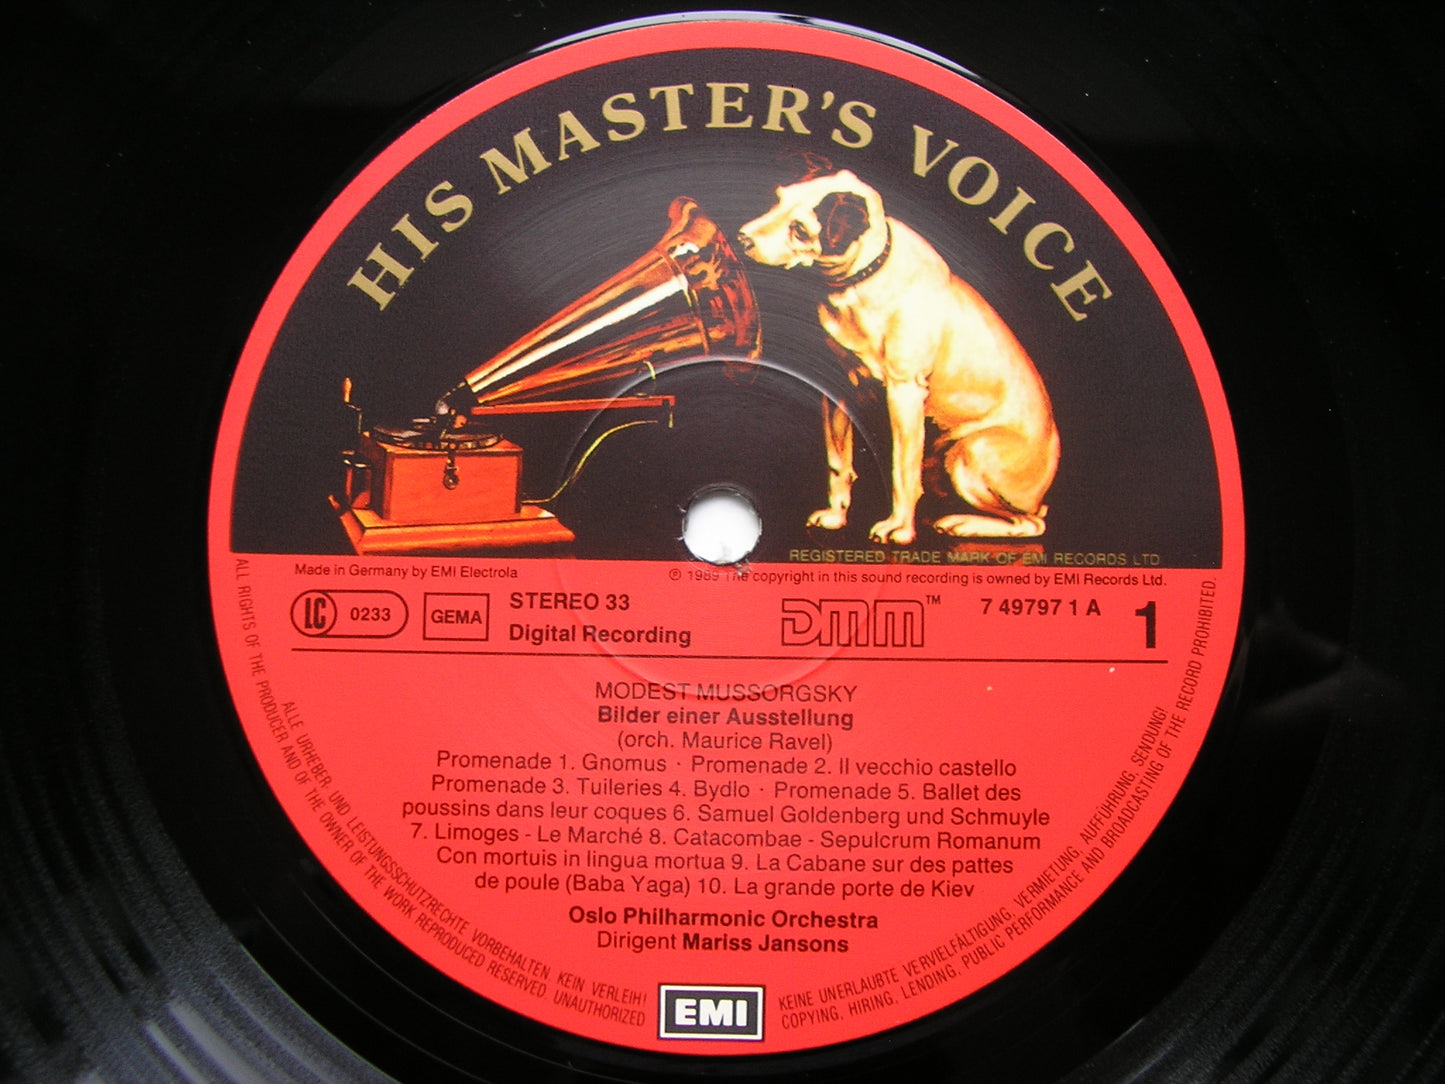 HIS MASTER'S VOICE
REGISTERED TRADE MARK OF EMI RECORDS LTD
Made in Germany by EMI Electrola
℗ 1989 The copyright in this sound recording is owned by EMI Records Ltd.
LC 0233
GEMA
STEREO 33
Digital Recording
DMM™
7 49797 1 A
1
MODEST MUSSORGSKY
Bilder einer Ausstellung
(orch. Maurice Ravel)
Promenade 1. Gnomus · Promenade 2. Il vecchio castello
Promenade 3. Tuileries 4. Bydlo · Promenade 5. Ballet des
poussins dans leur coques 6. Samuel Goldenberg und Schmuyle
7. Limoges - Le Marché 8. Catacombae - Sepulcrum Romanum
Con mortuis in lingua mortua 9. La Cabane sur des pattes
de poule (Baba Yaga) 10. La grande porte de Kiev
Oslo Philharmonic Orchestra
Dirigent Mariss Jansons
EMI
ALLE URHEBER- UND LEISTUNGSSCHUTZRECHTE VORBEHALTEN. KEIN VERLEIH! KEINE UNERLAUBTE VERVIELFÄLTIGUNG, VERMIETUNG, AUFFÜHRUNG, SENDUNG!
ALL RIGHTS OF THE PRODUCER AND OF THE OWNER OF THE WORK REPRODUCED RESERVED. UNAUTHORIZED COPYING, HIRING, LENDING, PUBLIC PERFORMANCE AND BROADCASTING OF THE RECORD PROHIBITED.